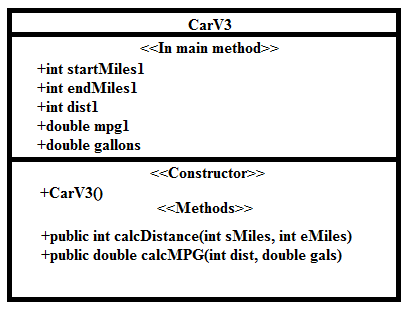 CarV3
<<In main method>>
+int startMiles1
+int endMiles1
+int dist1
+double mpg1
+double gallons
<<Constructor>>
+CarV3()
<<Methods>>
+public int calcDistance(int sMiles, int eMiles)
+public double calcMPG(int dist, double gals)